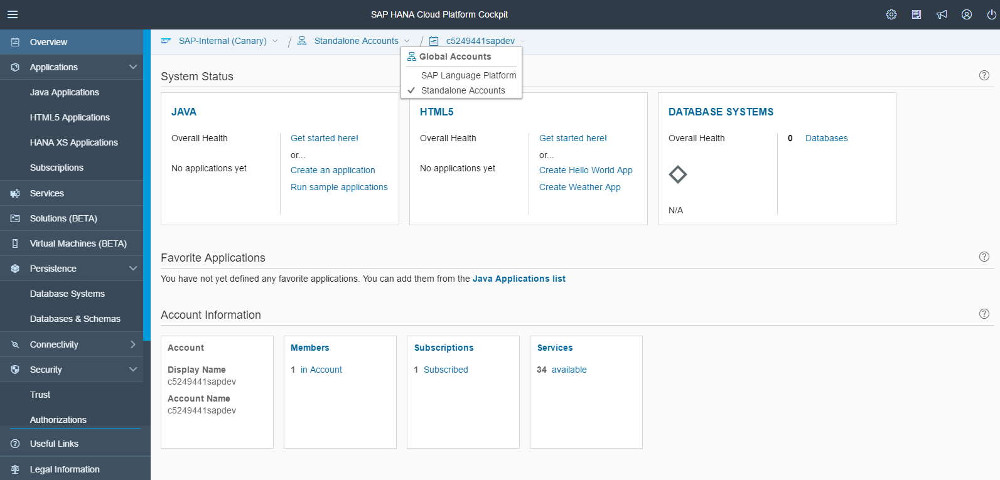 SAP HANA Cloud Platform Cockpit
Overview
Applications
Java Applications
HTML5 Applications
HANA XS Applications
Subscriptions
Services
Solutions (BETA)
Virtual Machines (BETA)
Persistence
Database Systems
Databases & Schemas
Connectivity
Security
Trust
Authorizations
Useful Links
Legal Information
SAP SAP-Internal (Canary) / Standalone Accounts / c5249441sapdev
Global Accounts
SAP Language Platform
Standalone Accounts
System Status
JAVA
Overall Health
No applications yet
Get started here!
or...
Create an application
Run sample applications
HTML5
Overall Health
No applications yet
Get started here!
or...
Create Hello World App
Create Weather App
DATABASE SYSTEMS
Overall Health
N/A
0 Databases
Favorite Applications
You have not yet defined any favorite applications. You can add them from the Java Applications list
Account Information
Account
Display Name
c5249441sapdev
Account Name
c5249441sapdev
Members
1 in Account
Subscriptions
1 Subscribed
Services
34 available